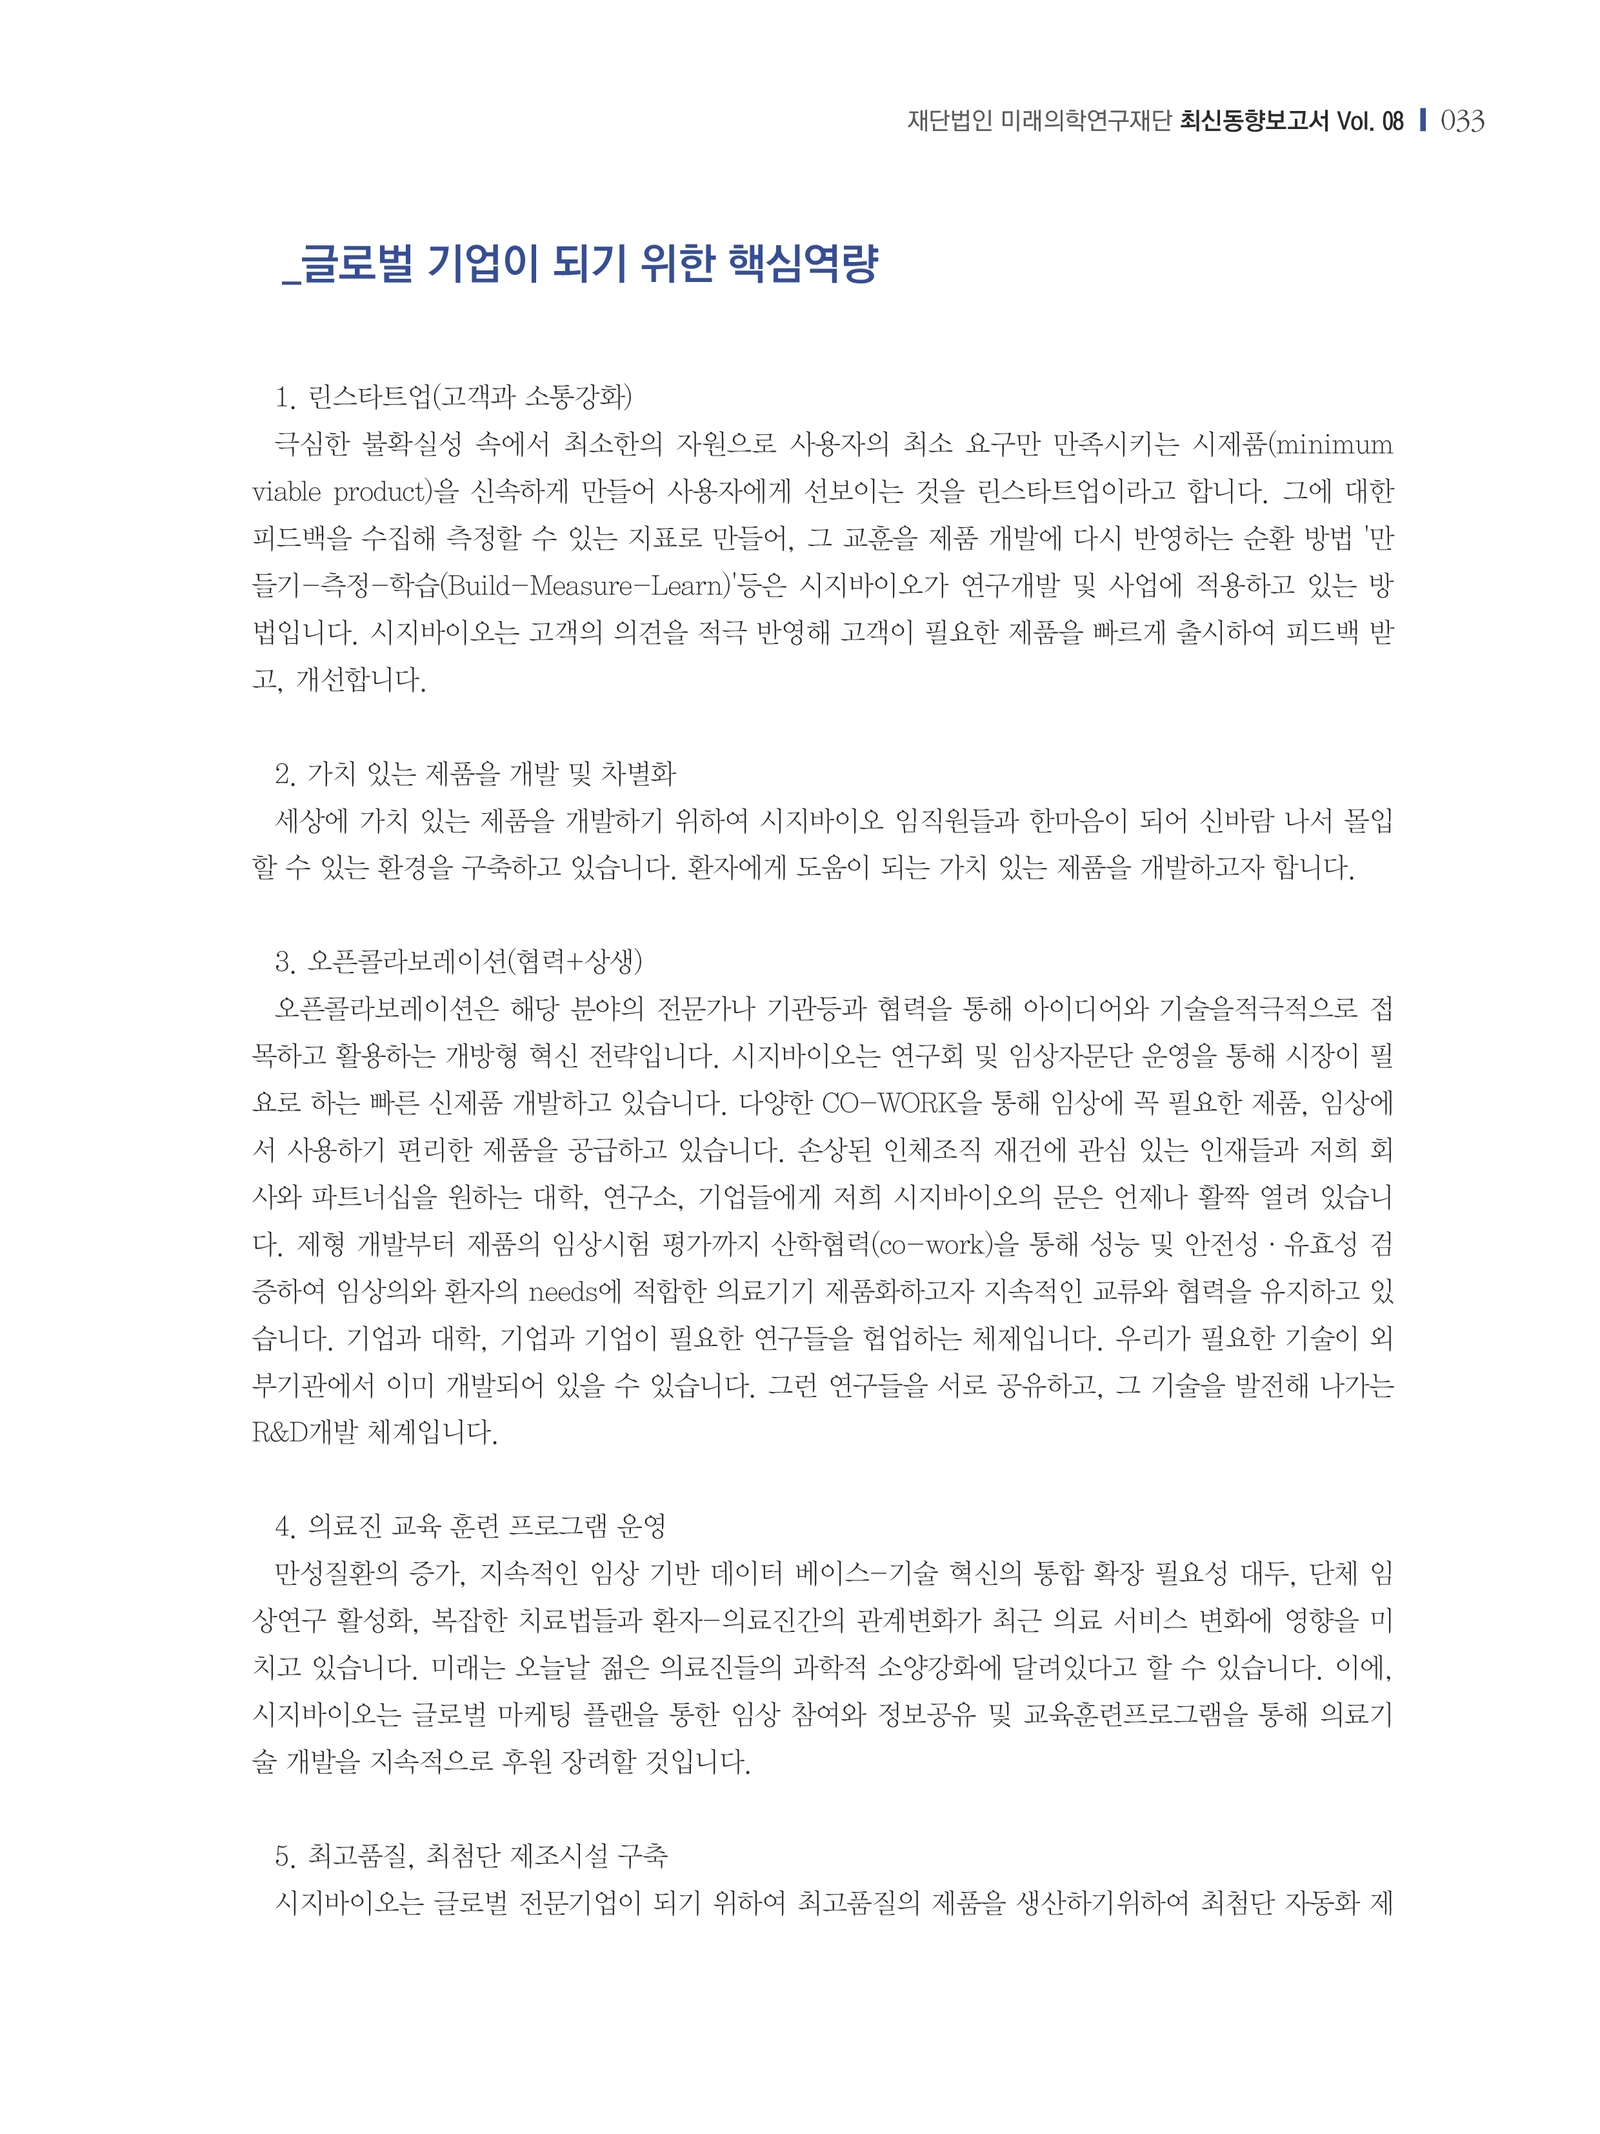 재단법인 미래의학연구재단 최신동향보고서 Vol. 08 033
_글로벌 기업이 되기 위한 핵심역량
1. 린스타트업(고객과 소통강화)
극심한 불확실성 속에서 최소한의 자원으로 사용자의 최소 요구만 만족시키는 시제품(minimum
viable product)을 신속하게 만들어 사용자에게 선보이는 것을 린스타트업이라고 합니다. 그에 대한
피드백을 수집해 측정할 수 있는 지표로 만들어, 그 교훈을 제품 개발에 다시 반영하는 순환 방법 '만
들기-측정-학습(Build-Measure-Learn)'등은 시지바이오가 연구개발 및 사업에 적용하고 있는 방
법입니다. 시지바이오는 고객의 의견을 적극 반영해 고객이 필요한 제품을 빠르게 출시하여 피드백 받
고, 개선합니다.
2. 가치 있는 제품을 개발 및 차별화
세상에 가치 있는 제품을 개발하기 위하여 시지바이오 임직원들과 한마음이 되어 신바람 나서 몰입
할 수 있는 환경을 구축하고 있습니다. 환자에게 도움이 되는 가치 있는 제품을 개발하고자 합니다.
3. 오픈콜라보레이션(협력+상생)
오픈콜라보레이션은 해당 분야의 전문가나 기관등과 협력을 통해 아이디어와 기술을적극적으로 접
목하고 활용하는 개방형 혁신 전략입니다. 시지바이오는 연구회 및 임상자문단 운영을 통해 시장이 필
요로 하는 빠른 신제품 개발하고 있습니다. 다양한 CO-WORK을 통해 임상에 꼭 필요한 제품, 임상에
서 사용하기 편리한 제품을 공급하고 있습니다. 손상된 인체조직 재건에 관심 있는 인재들과 저희 회
사와 파트너십을 원하는 대학, 연구소, 기업들에게 저희 시지바이오의 문은 언제나 활짝 열려 있습니
다. 제형 개발부터 제품의 임상시험 평가까지 산학협력(co-work)을 통해 성능 및 안전성·유효성 검
증하여 임상의와 환자의 needs에 적합한 의료기기 제품화하고자 지속적인 교류와 협력을 유지하고 있
습니다. 기업과 대학, 기업과 기업이 필요한 연구들을 협업하는 체제입니다. 우리가 필요한 기술이 외
부기관에서 이미 개발되어 있을 수 있습니다. 그런 연구들을 서로 공유하고, 그 기술을 발전해 나가는
R&D개발 체계입니다.
4. 의료진 교육 훈련 프로그램 운영
만성질환의 증가, 지속적인 임상 기반 데이터 베이스-기술 혁신의 통합 확장 필요성 대두, 단체 임
상연구 활성화, 복잡한 치료법들과 환자-의료진간의 관계변화가 최근 의료 서비스 변화에 영향을 미
치고 있습니다. 미래는 오늘날 젊은 의료진들의 과학적 소양강화에 달려있다고 할 수 있습니다. 이에,
시지바이오는 글로벌 마케팅 플랜을 통한 임상 참여와 정보공유 및 교육훈련프로그램을 통해 의료기
술 개발을 지속적으로 후원 장려할 것입니다.
5. 최고품질, 최첨단 제조시설 구축
시지바이오는 글로벌 전문기업이 되기 위하여 최고품질의 제품을 생산하기위하여 최첨단 자동화 제